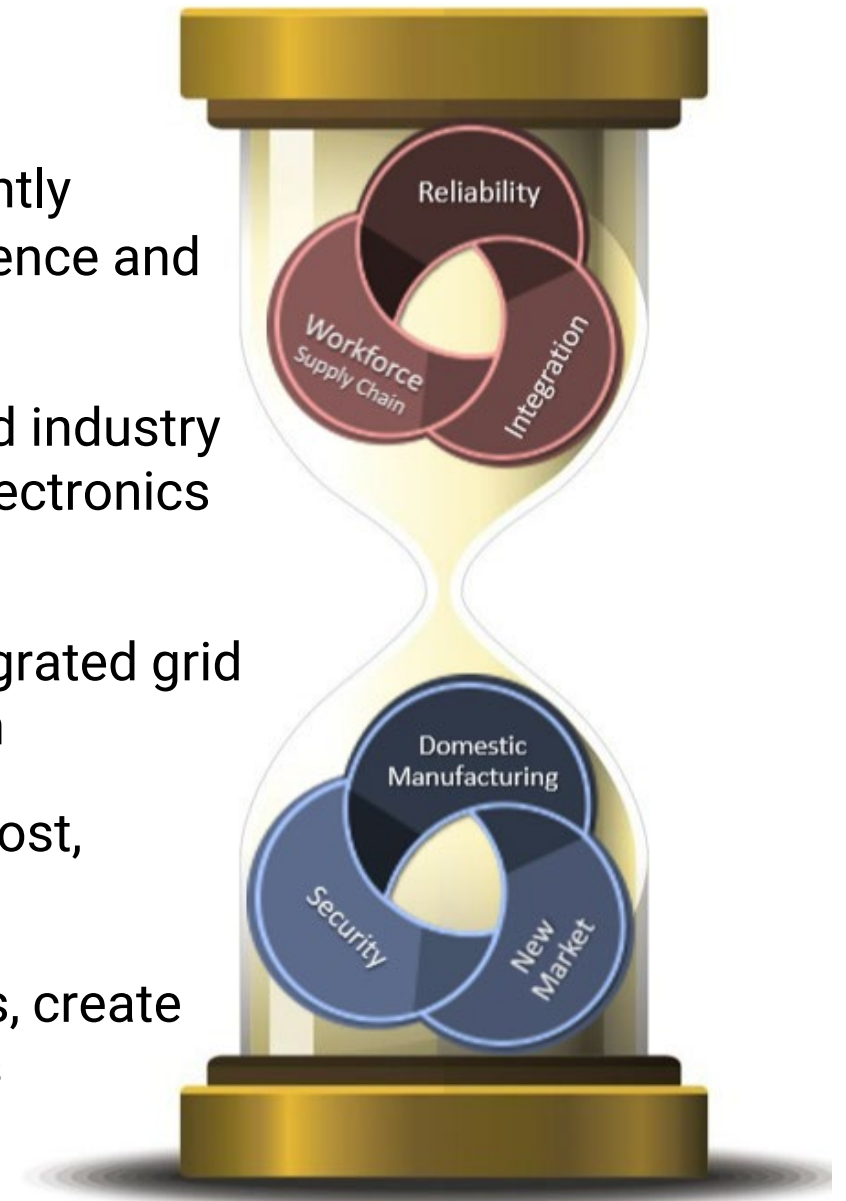 ntly
ence and
d industry
ectronics
grated grid
ost,
s, create
Reliability
Workforce
Supply Chain
Integration
Domestic
Manufacturing
Security
New
Market